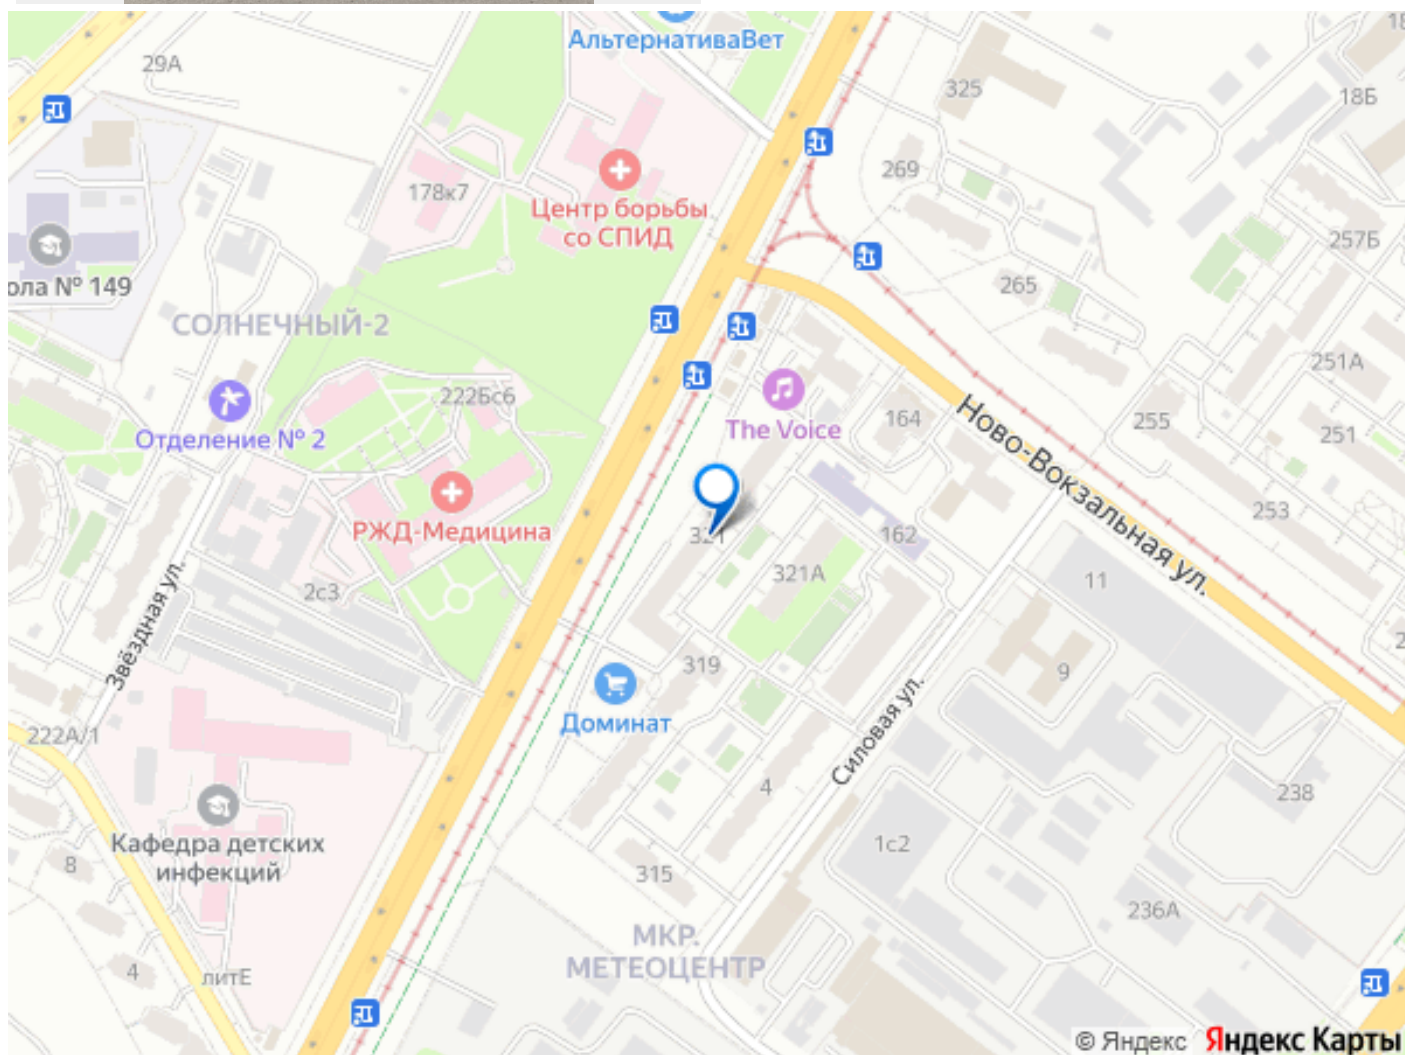 АльтернативаВет
29А
325
18
18Б
178к7
269
Центр борьбы
со СПИД
257Б
ола № 149
265
СОЛНЕЧНЫЙ-2
251А
222Бс6
Отделение № 2
The Voice
164
Ново-Вокзальная ул.
255
251
РЖД-Медицина
321
162
253
321А
11
2с3
Звёздная ул.
319
9
2
Доминат
222А/1
Силовая ул.
4
238
Кафедра детских
инфекций
8
1с2
315
236А
МКР.
МЕТЕОЦЕНТР
4
литЕ
© Яндекс Яндекс Карты